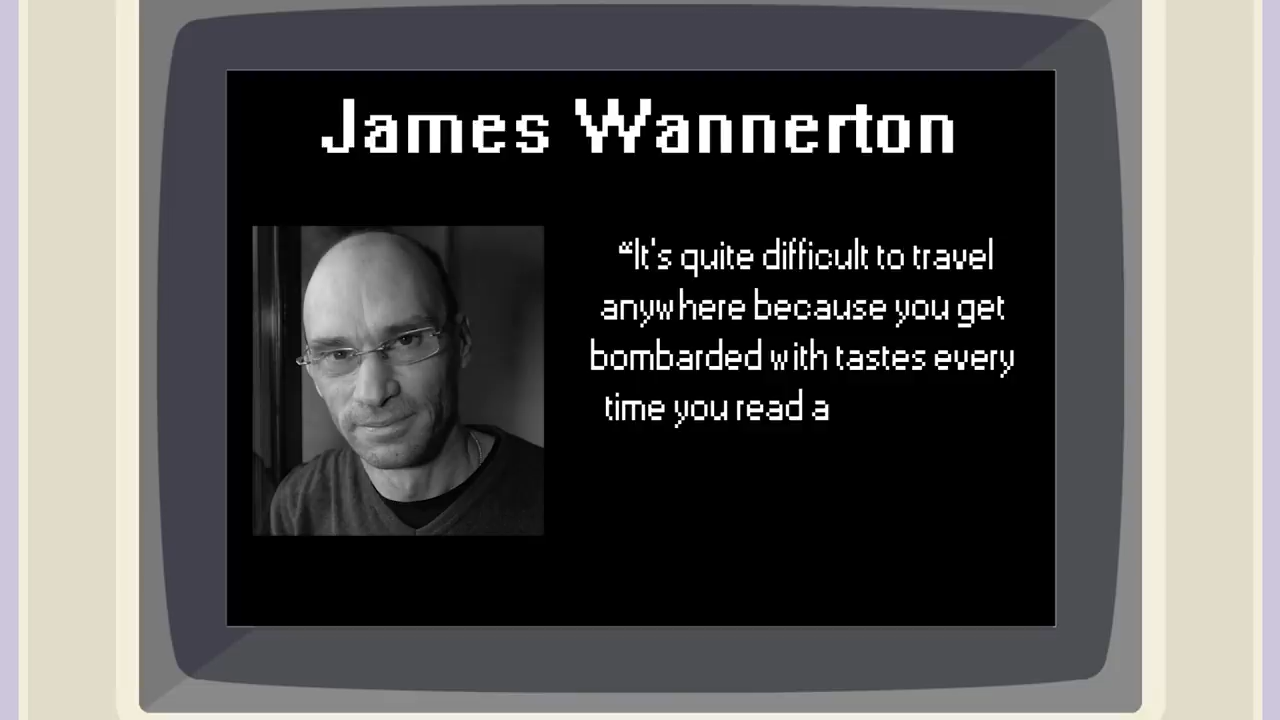 James Wannerton
“It's quite difficult to travel
anywhere because you get
bombarded with tastes every
time you read a